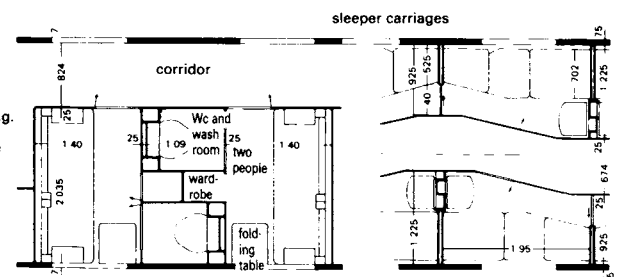 sleeper carriages
7
824
corridor
75
925
525
40
702
1 225
g.
25
1 40
25
1 09
Wc and
wash
room
25
two
people
1 40
ward-
robe
2 035
fold-
ing
table
7
25
674
25
1 225
1 95
925